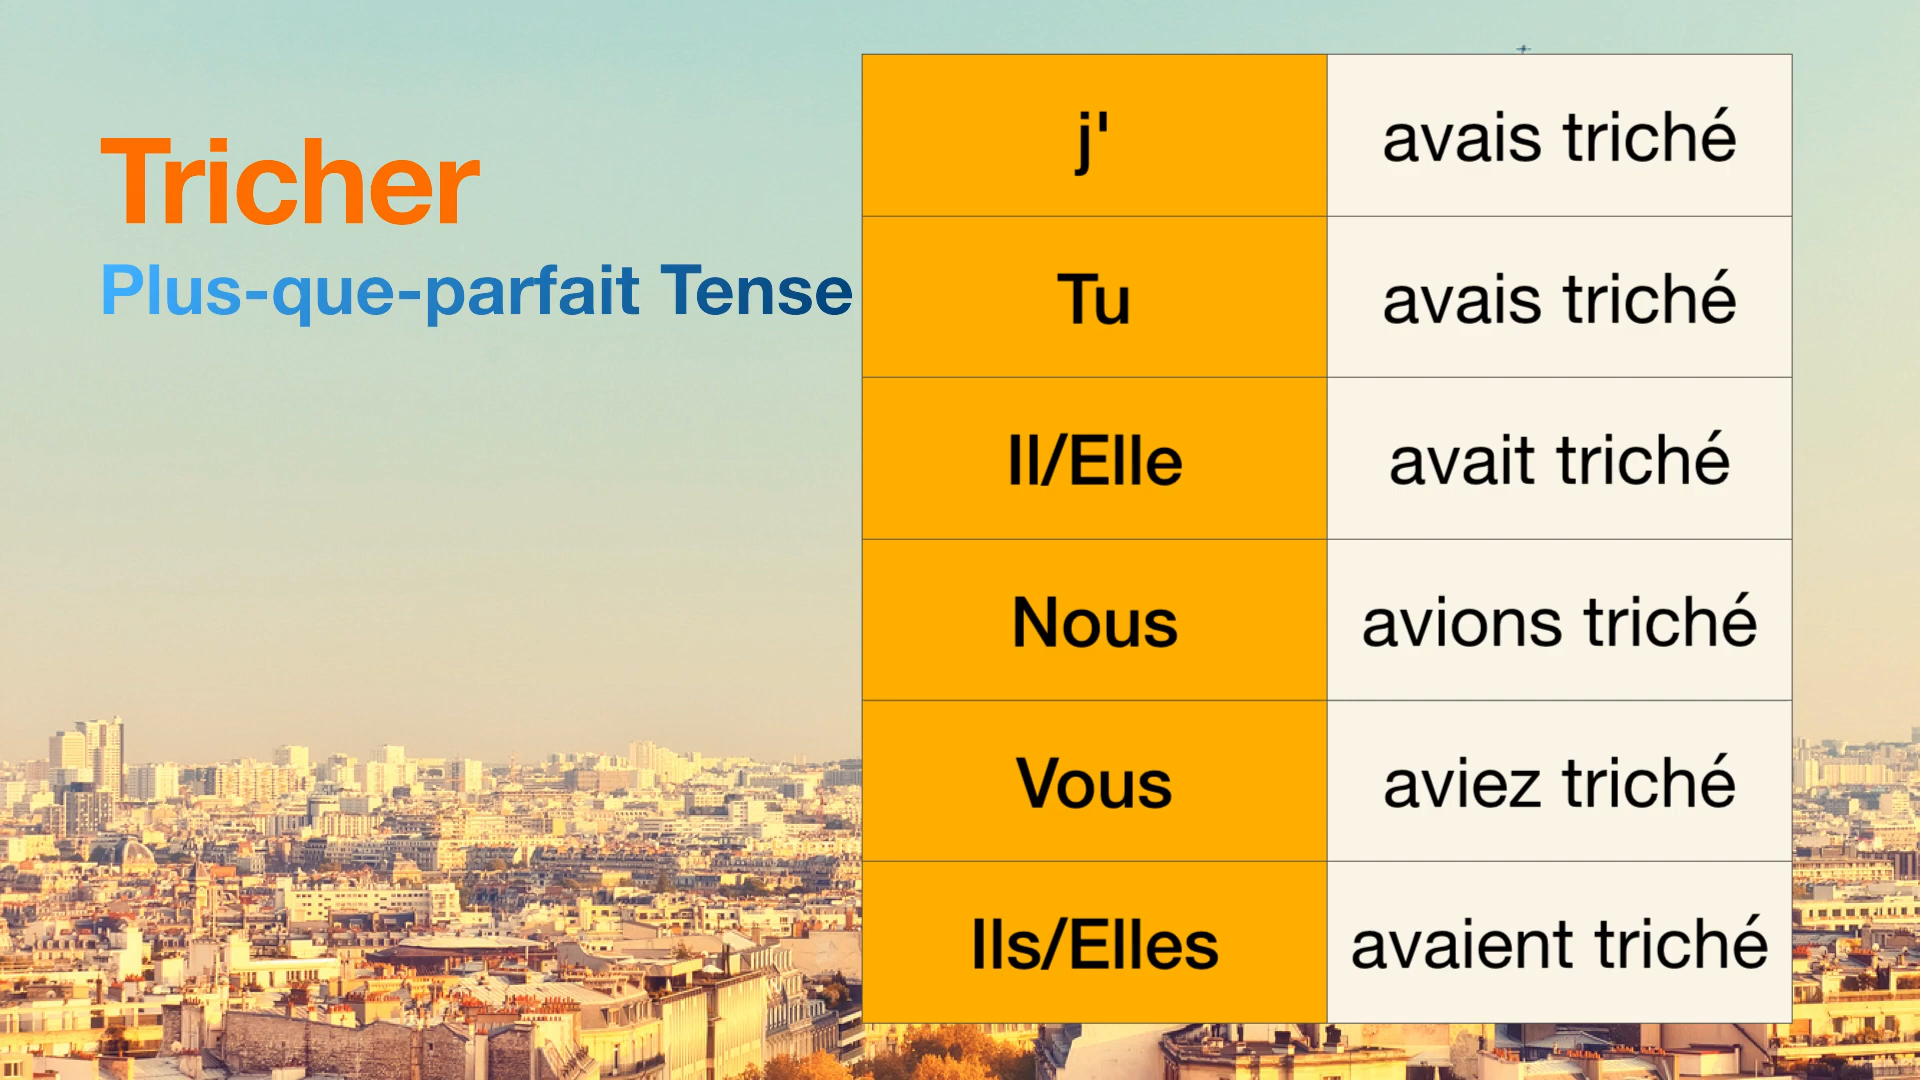 Tricher
Plus-que-parfait Tense
j' avais triché
Tu avais triché
Il/Elle avait triché
Nous avions triché
Vous aviez triché
Ils/Elles avaient triché